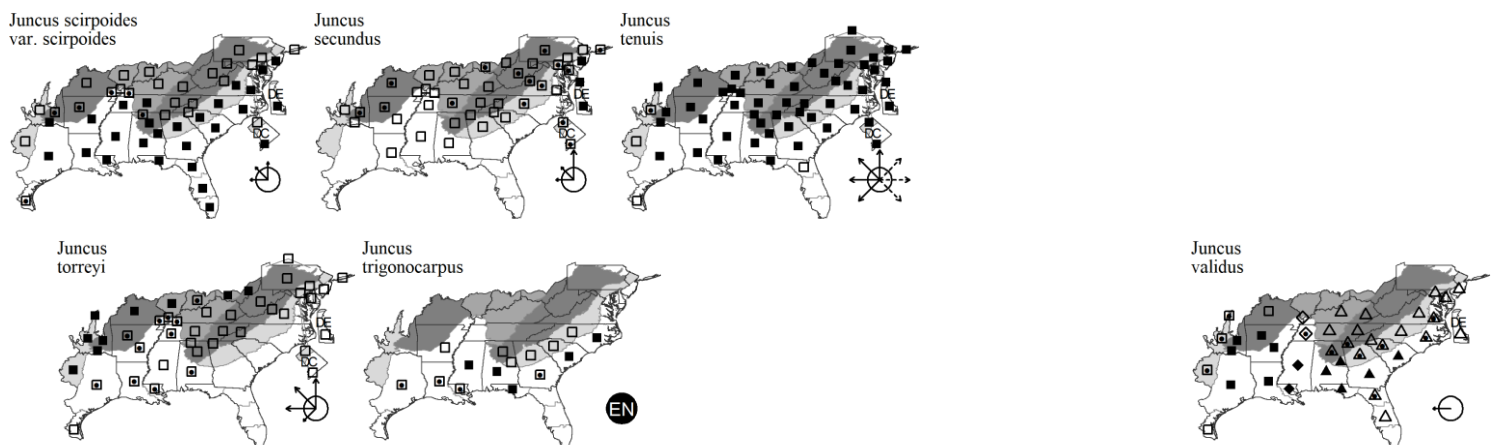 Juncus scirpoides
var. scirpoides
Juncus
secundus
Juncus
tenuis
DE
DC
DE
DC
DE
DC
Juncus
torreyi
Juncus
trigonocarpus
Juncus
validus
DE
DC
EN
DE